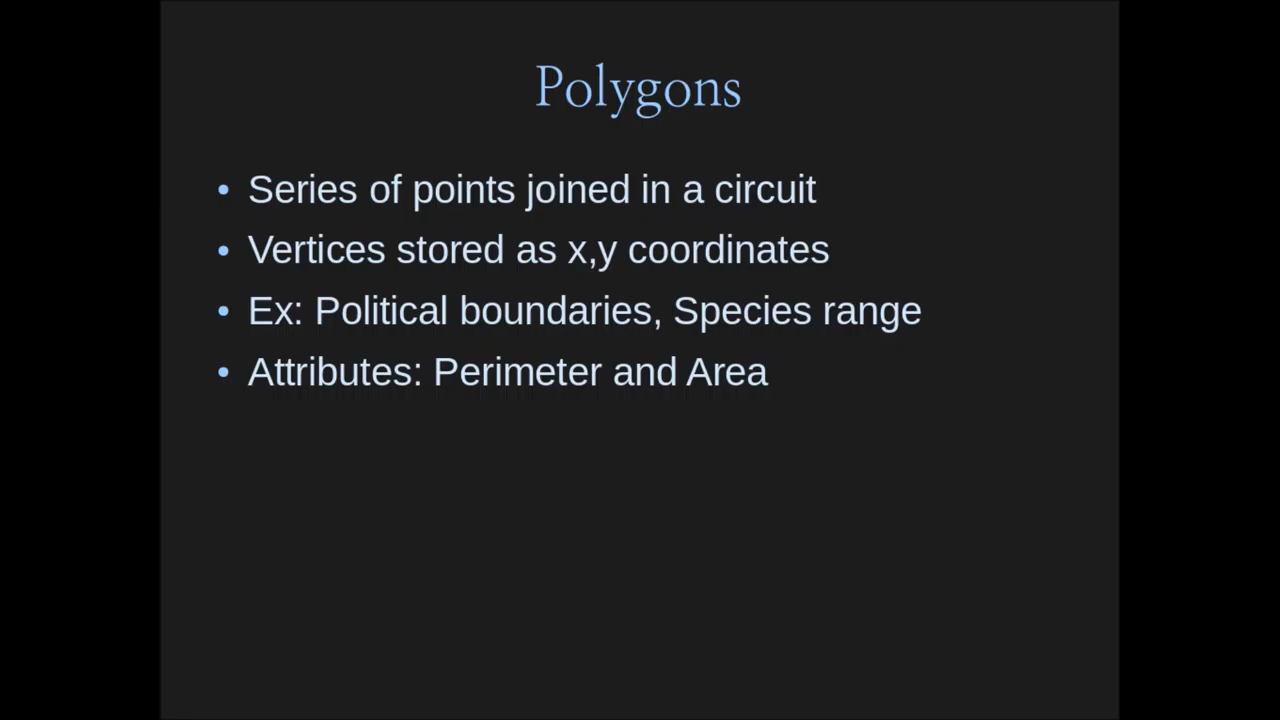 Polygons
• Series of points joined in a circuit
• Vertices stored as x,y coordinates
• Ex: Political boundaries, Species range
• Attributes: Perimeter and Area